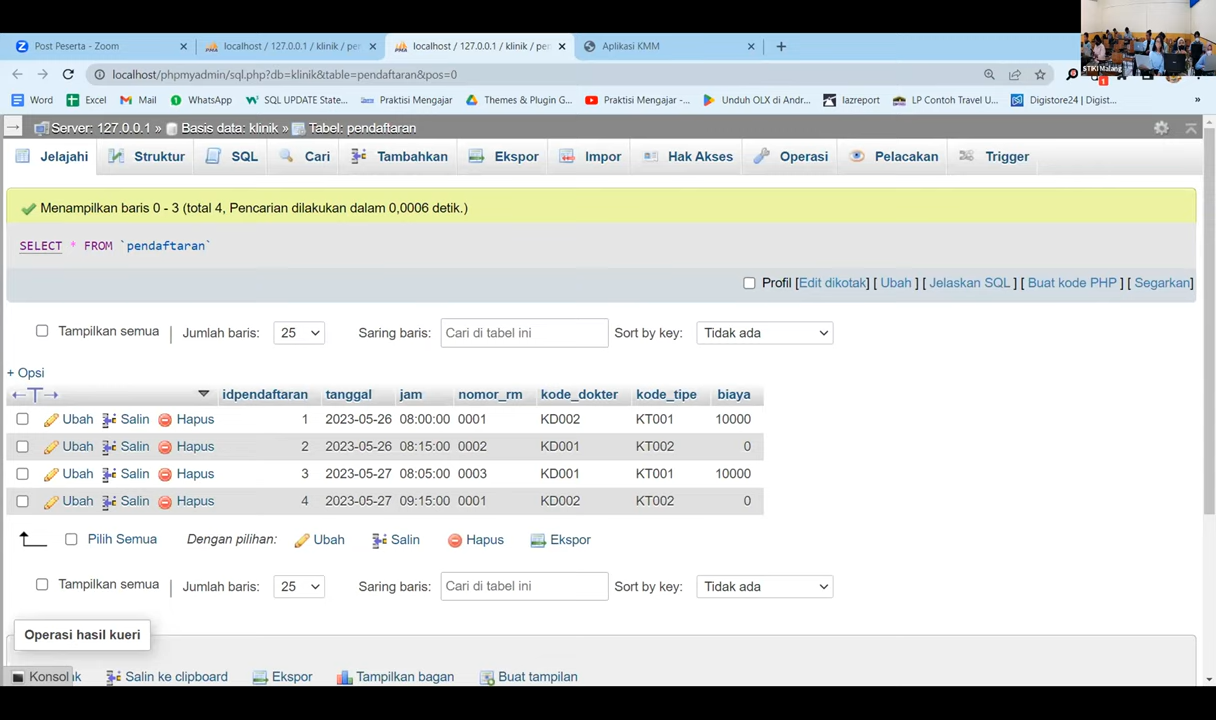 Post Peserta - Zoom
localhost / 127.0.0.1 / klinik / pe
localhost / 127.0.0.1 / klinik / pe
Aplikasi KMM
STIKI Malang
localhost/phpmyadmin/sql.php?db=klinik&table=pendaftaran&pos=0
1
Word Excel Mail WhatsApp SQL UPDATE State... Praktisi Mengajar Themes & Plugin G... Praktisi Mengajar -... Unduh OLX di An... lazreport LP Contoh Travel U... Digistore24 | Digist... »
Server: 127.0.0.1 » Basis data: klinik » Tabel: pendaftaran
Jelajahi Struktur SQL Cari Tambahkan Ekspor Impor Hak Akses Operasi Pelacakan Trigger
Menampilkan baris 0 - 3 (total 4, Pencarian dilakukan dalam 0,0006 detik.)
SELECT * FROM `pendaftaran`
Profil [Edit dikotak] [ Ubah ] [ Jelaskan SQL ] [ Buat kode PHP ] [ Segarkan]
Tampilkan semua | Jumlah baris: 25 Saring baris: Cari di tabel ini Sort by key: Tidak ada
+ Opsi
←T→ idpendaftaran tanggal jam nomor_rm kode_dokter kode_tipe biaya
Ubah Salin Hapus 1 2023-05-26 08:00:00 0001 KD002 KT001 10000
Ubah Salin Hapus 2 2023-05-26 08:15:00 0002 KD001 KT002 0
Ubah Salin Hapus 3 2023-05-27 08:05:00 0003 KD001 KT001 10000
Ubah Salin Hapus 4 2023-05-27 09:15:00 0001 KD002 KT002 0
Pilih Semua Dengan pilihan: Ubah Salin Hapus Ekspor
Tampilkan semua | Jumlah baris: 25 Saring baris: Cari di tabel ini Sort by key: Tidak ada
Operasi hasil kueri
Konsol Salin ke clipboard Ekspor Tampilkan bagan Buat tampilan